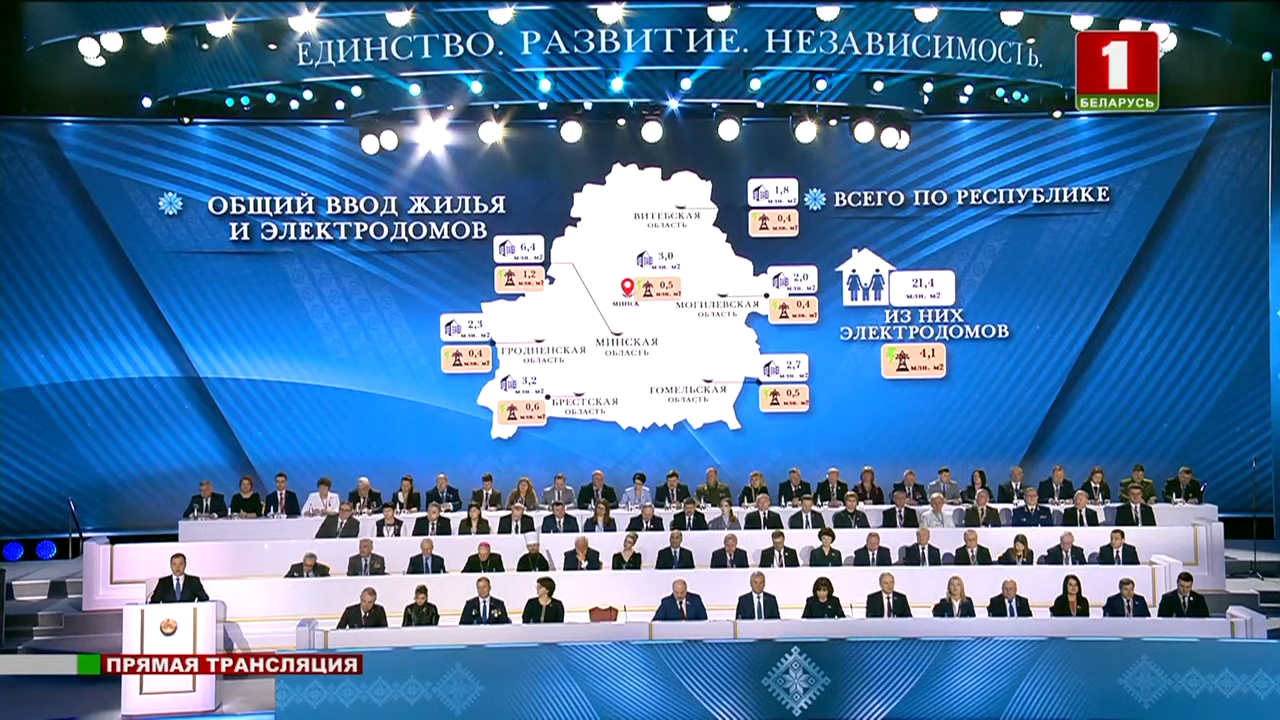 ЕДИНСТВО. РАЗВИТИЕ. НЕЗАВИСИМОСТЬ.
1
БЕЛАРУСЬ
ОБЩИЙ ВВОД ЖИЛЬЯ
И ЭЛЕКТРОДОМОВ
ВСЕГО ПО РЕСПУБЛИКЕ
1,8
млн. м2
0,4
млн. м2
ВИТЕБСКАЯ
ОБЛАСТЬ
6,4
млн. м2
1,2
млн. м2
3,0
млн. м2
0,5
млн. м2
МИНСК
2,0
млн. м2
0,4
млн. м2
МОГИЛЕВСКАЯ
ОБЛАСТЬ
21,4
млн. м2
ИЗ НИХ
ЭЛЕКТРОДОМОВ
4,1
млн. м2
2,3
млн. м2
0,4
млн. м2
ГРОДНЕНСКАЯ
ОБЛАСТЬ
МИНСКАЯ
ОБЛАСТЬ
3,2
млн. м2
0,6
млн. м2
БРЕСТСКАЯ
ОБЛАСТЬ
ГОМЕЛЬСКАЯ
ОБЛАСТЬ
2,7
млн. м2
0,5
млн. м2
ПРЯМАЯ ТРАНСЛЯЦИЯ